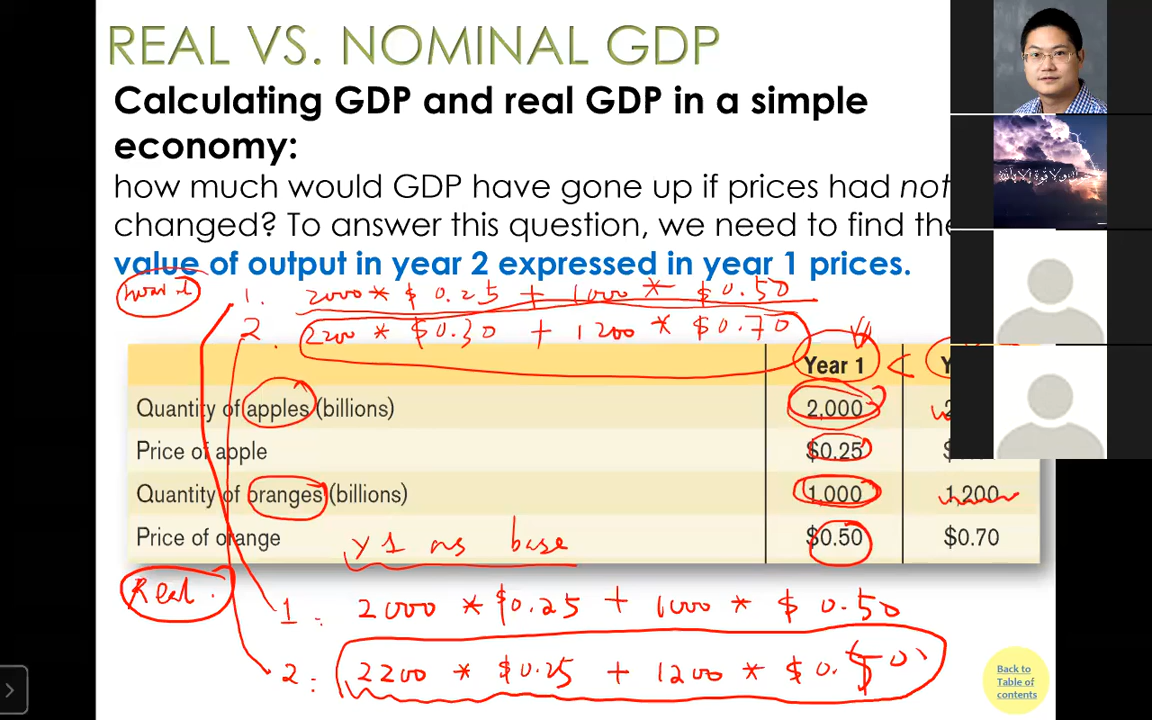 REAL VS. NOMINAL GDP
Calculating GDP and real GDP in a simple
economy:
how much would GDP have gone up if prices had not
changed? To answer this question, we need to find the
value of output in year 2 expressed in year 1 prices.
1. 2000 * $ 0.25 + 1000 * $0.50
2. 2200 * $0.30 + 1200 * $0.70
Year 1 < Y
Quantity of apples (billions) 2,000 2
Price of apple $0.25 $
Quantity of oranges (billions) 1,000 1,200
Price of orange $0.50 $0.70
Y1 as base
Real.
1: 2000 * $0.25 + 1000 * $ 0.50
2: 2200 * $0.25 + 1200 * $0.50
Back to
Table of
contents